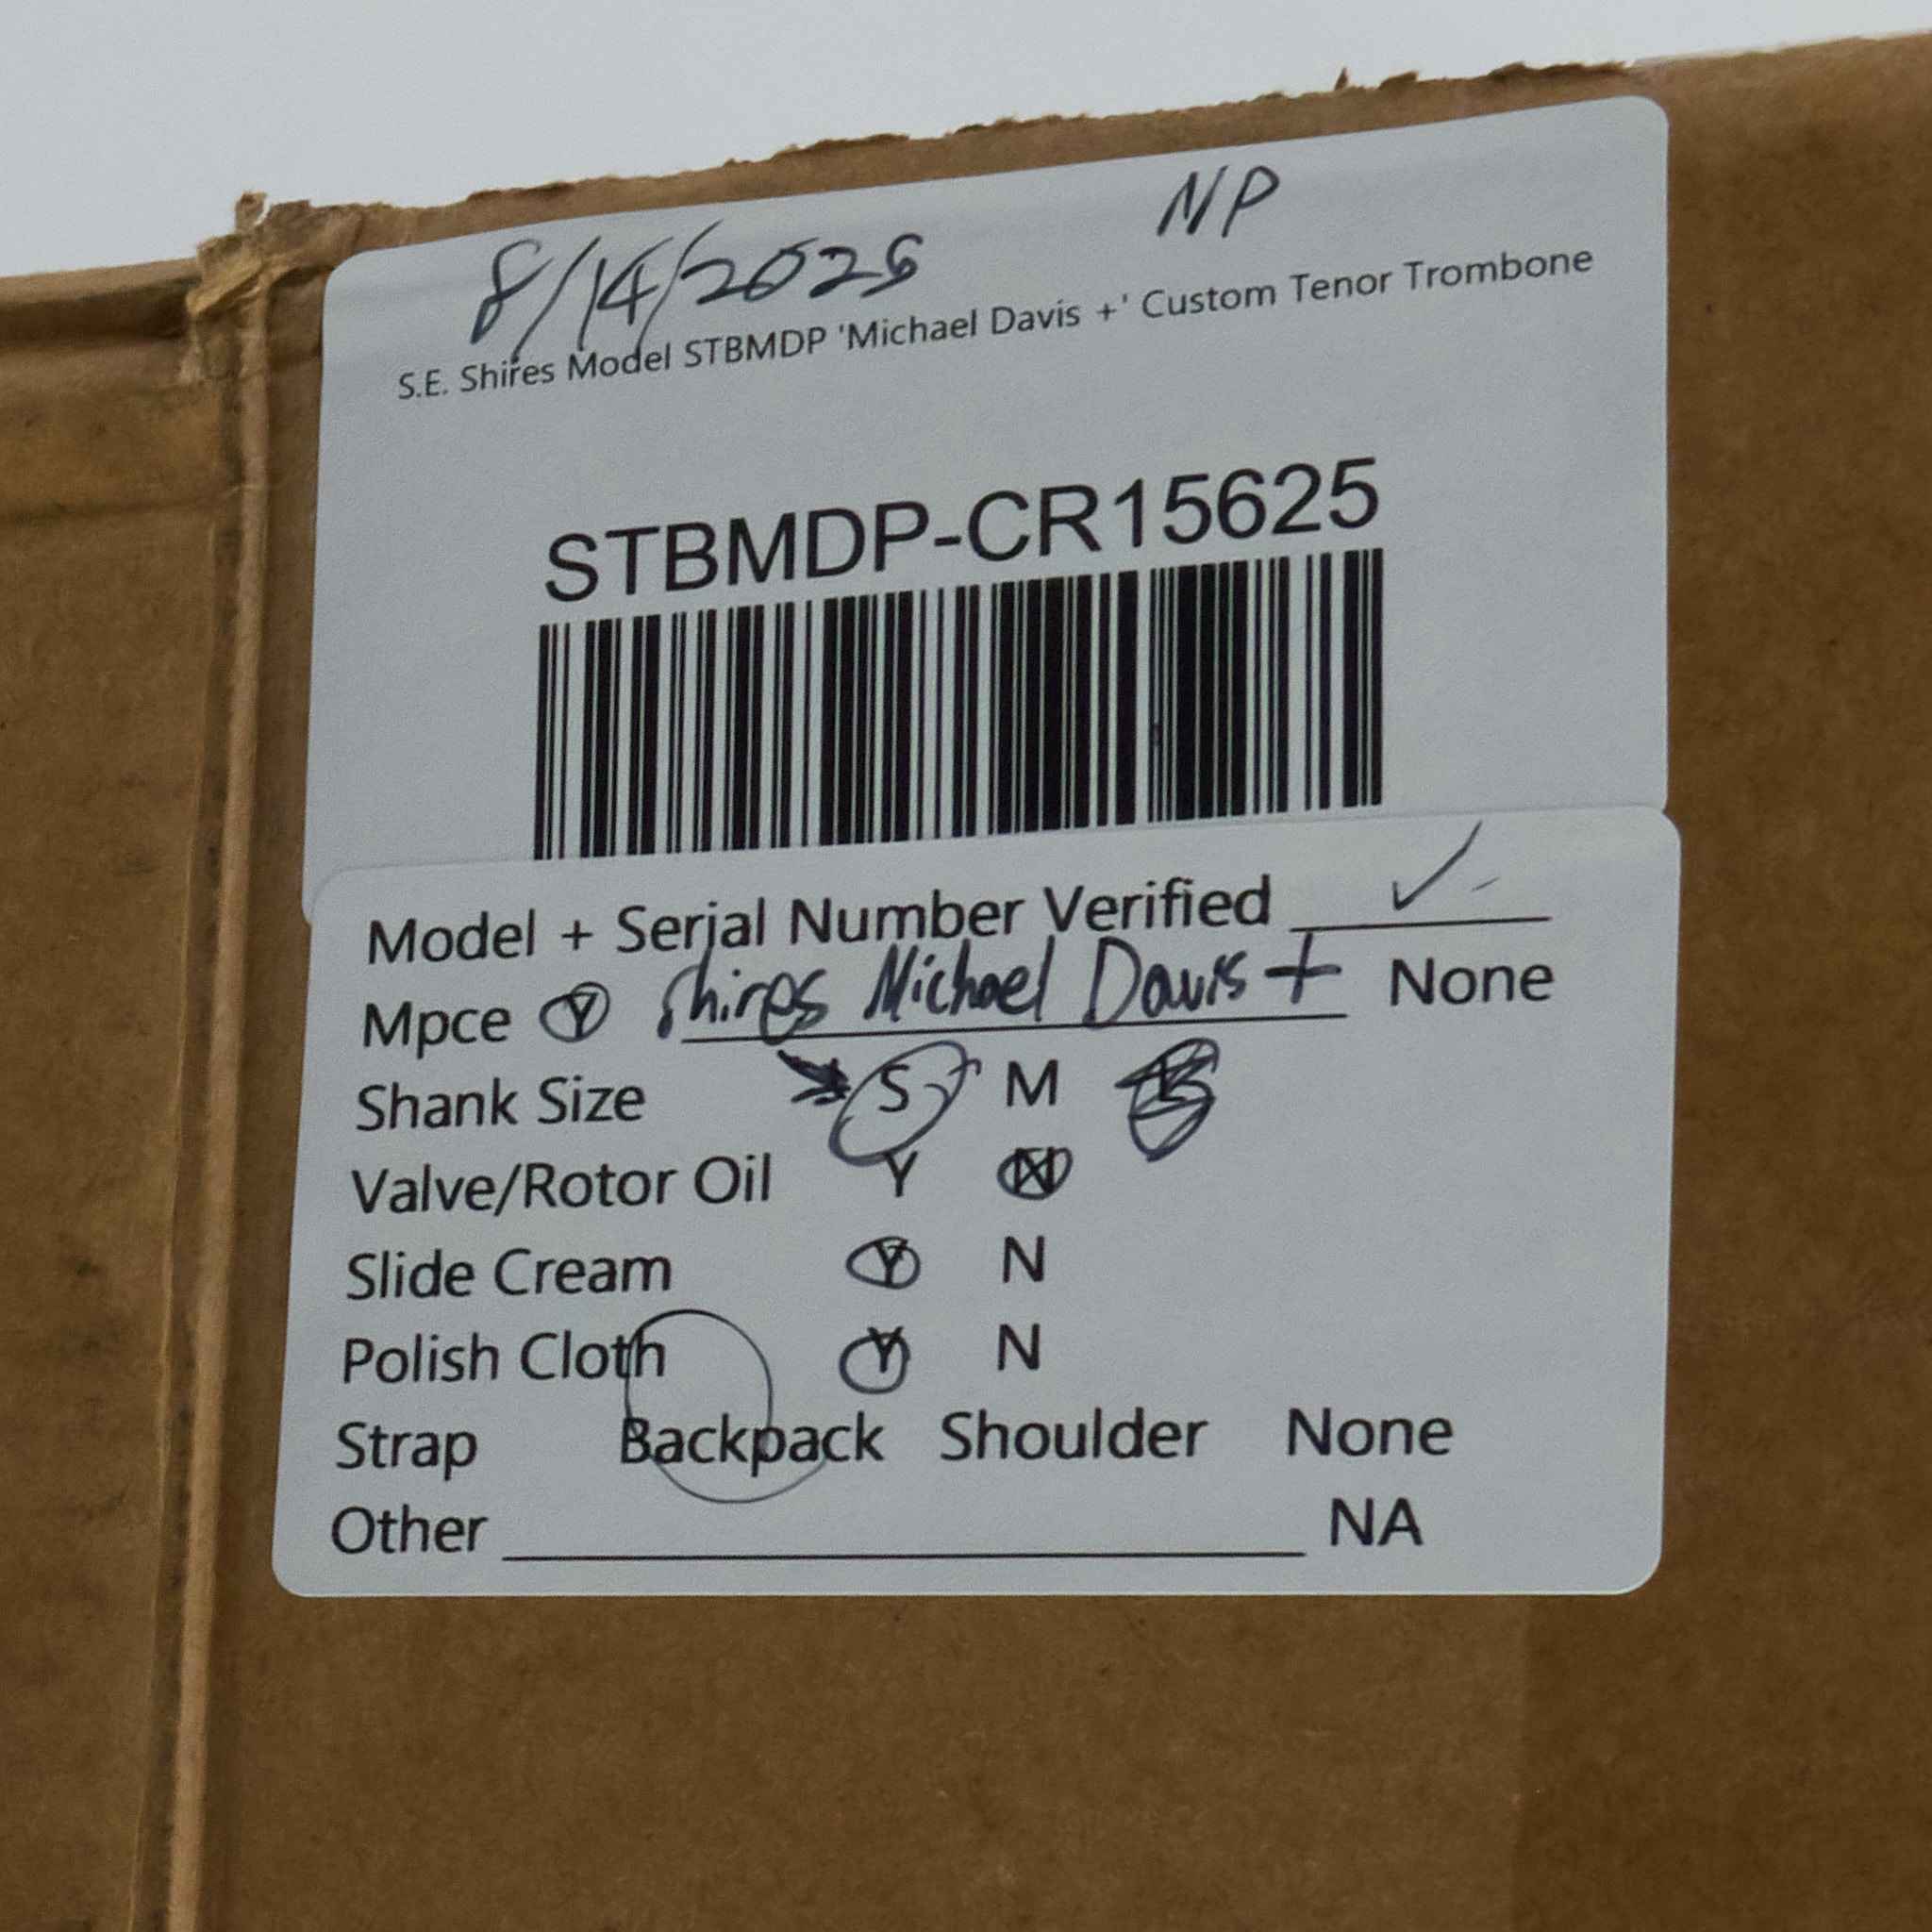 8/14/2025 NP
S.E. Shires Model STBMDP 'Michael Davis +' Custom Tenor Trombone
STBMDP-CR15625
Model + Serial Number Verified ✓
Mpce Y Shires Michael Davis + None
Shank Size S M L
Valve/Rotor Oil Y N
Slide Cream Y N
Polish Cloth Y N
Strap Backpack Shoulder None
Other NA